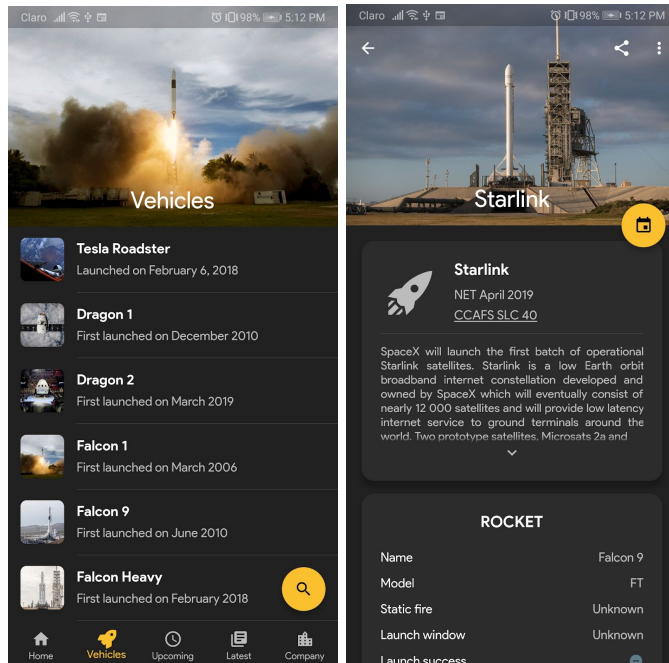 Claro 98% 5:12 PM
Vehicles
Tesla Roadster
Launched on February 6, 2018
Dragon 1
First launched on December 2010
Dragon 2
First launched on March 2019
Falcon 1
First launched on March 2006
Falcon 9
First launched on June 2010
Falcon Heavy
First launched on February 2018
Home Vehicles Upcoming Latest Company
Claro 98% 5:12 PM
Starlink
Starlink
NET April 2019
CCAFS SLC 40
SpaceX will launch the first batch of operational
Starlink satellites. Starlink is a low Earth orbit
broadband internet constellation developed and
owned by SpaceX which will eventually consist of
nearly 12 000 satellites and will provide low latency
internet service to ground terminals around the
world. Two prototype satellites, Microsats 2a and
ROCKET
Name Falcon 9
Model FT
Static fire Unknown
Launch window Unknown
Launch success